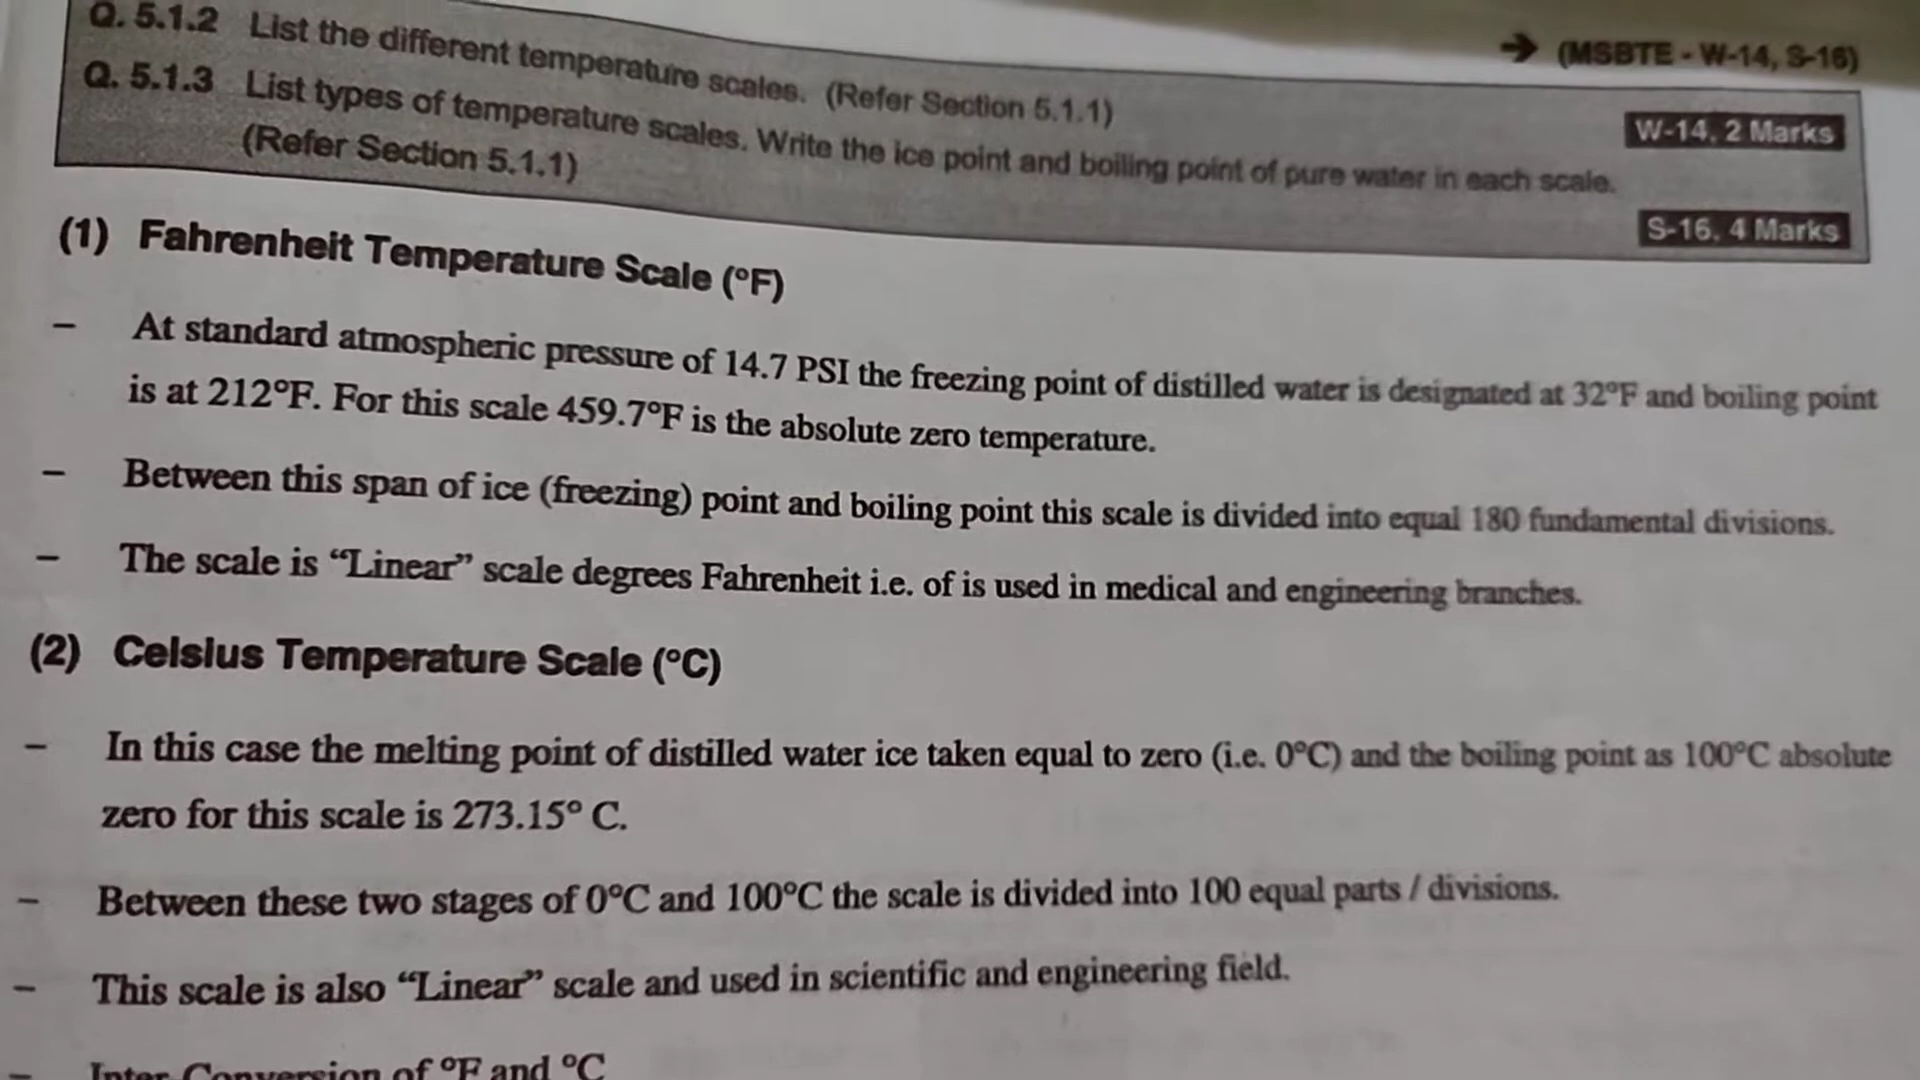 → (MSBTE - W-14, S-16)
Q. 5.1.2 List the different temperature scales. (Refer Section 5.1.1)
W-14, 2 Marks
Q. 5.1.3 List types of temperature scales. Write the ice point and boiling point of pure water in each scale.
(Refer Section 5.1.1)
S-16, 4 Marks
(1) Fahrenheit Temperature Scale (°F)
– At standard atmospheric pressure of 14.7 PSI the freezing point of distilled water is designated at 32°F and boiling point
is at 212°F. For this scale 459.7°F is the absolute zero temperature.
– Between this span of ice (freezing) point and boiling point this scale is divided into equal 180 fundamental divisions.
– The scale is “Linear” scale degrees Fahrenheit i.e. of is used in medical and engineering branches.
(2) Celsius Temperature Scale (°C)
– In this case the melting point of distilled water ice taken equal to zero (i.e. 0°C) and the boiling point as 100°C absolute
zero for this scale is 273.15° C.
– Between these two stages of 0°C and 100°C the scale is divided into 100 equal parts / divisions.
– This scale is also “Linear” scale and used in scientific and engineering field.
– Inter Conversion of °F and °C